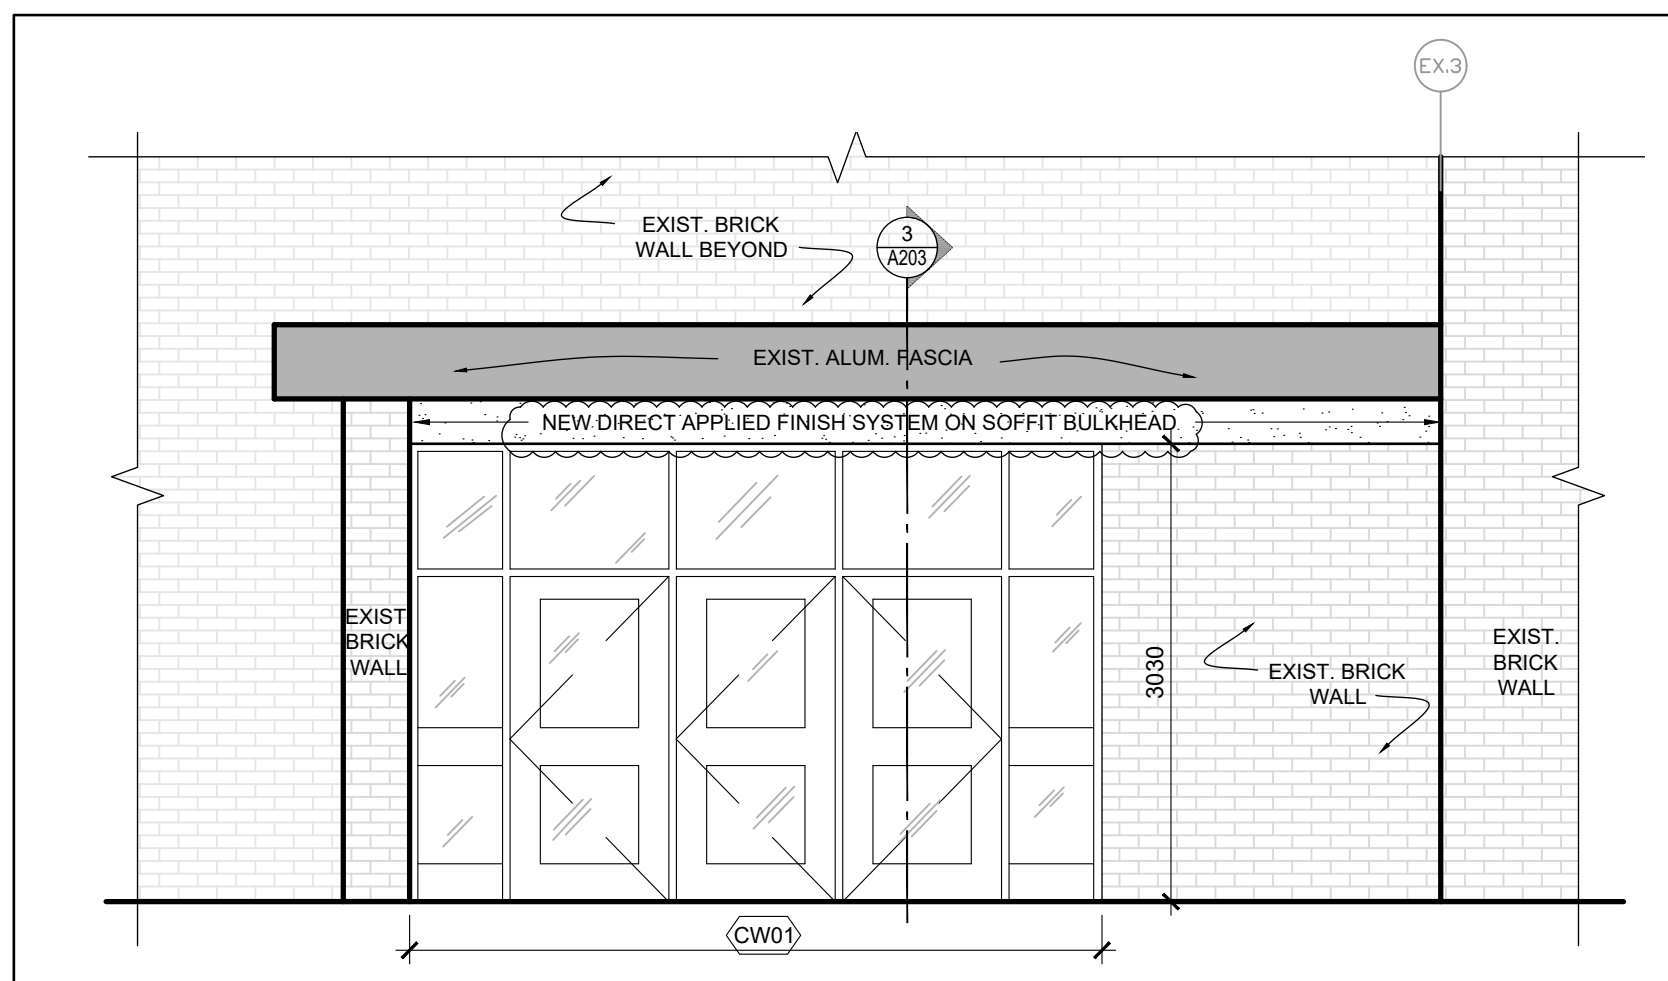 EX.3
EXIST. BRICK
WALL BEYOND
3
A203
EXIST. ALUM. FASCIA
NEW DIRECT APPLIED FINISH SYSTEM ON SOFFIT BULKHEAD
EXIST.
BRICK
WALL
3030
EXIST. BRICK
WALL
EXIST.
BRICK
WALL
CW01